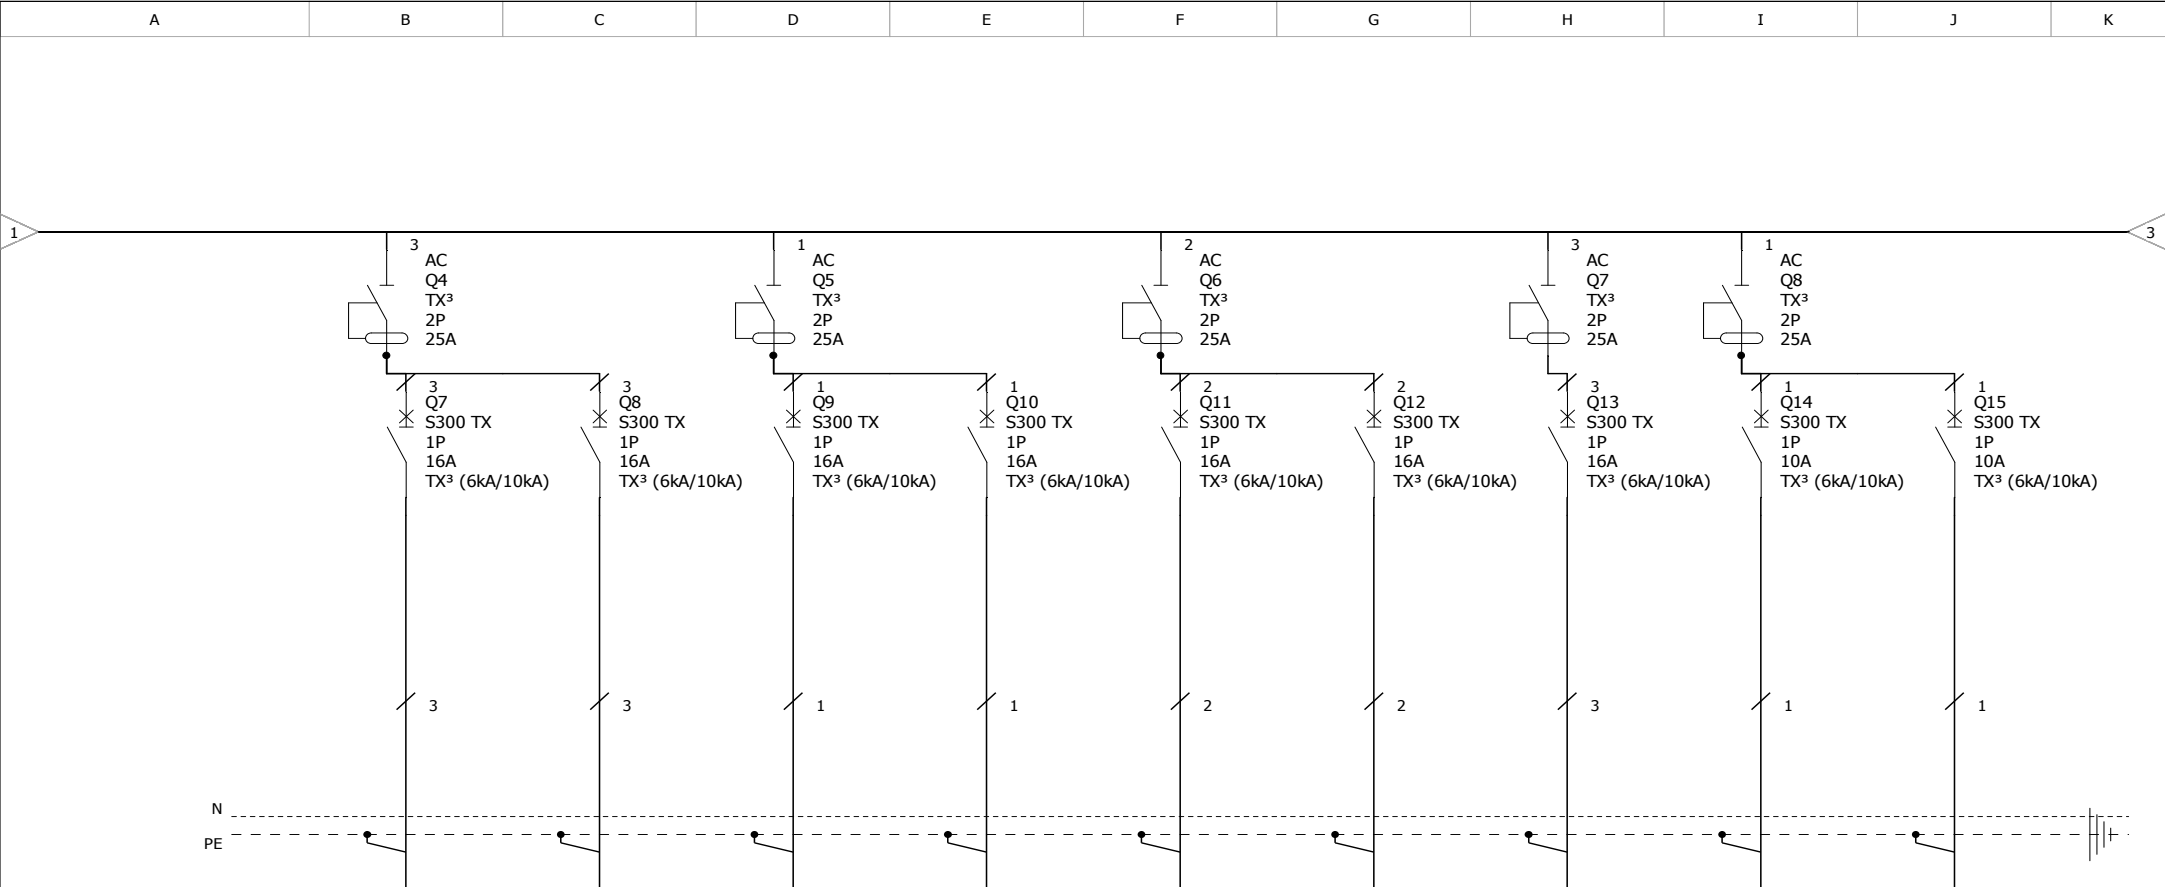 A B C D E F G H I J K
1
3
3
AC
Q4
TX³
2P
25A
1
AC
Q5
TX³
2P
25A
2
AC
Q6
TX³
2P
25A
3
AC
Q7
TX³
2P
25A
1
AC
Q8
TX³
2P
25A
3
Q7
S300 TX
1P
16A
TX³ (6kA/10kA)
3
Q8
S300 TX
1P
16A
TX³ (6kA/10kA)
1
Q9
S300 TX
1P
16A
TX³ (6kA/10kA)
1
Q10
S300 TX
1P
16A
TX³ (6kA/10kA)
2
Q11
S300 TX
1P
16A
TX³ (6kA/10kA)
2
Q12
S300 TX
1P
16A
TX³ (6kA/10kA)
3
Q13
S300 TX
1P
16A
TX³ (6kA/10kA)
1
Q14
S300 TX
1P
10A
TX³ (6kA/10kA)
1
Q15
S300 TX
1P
10A
TX³ (6kA/10kA)
3 3 1 1 2 2 3 1 1
N
PE